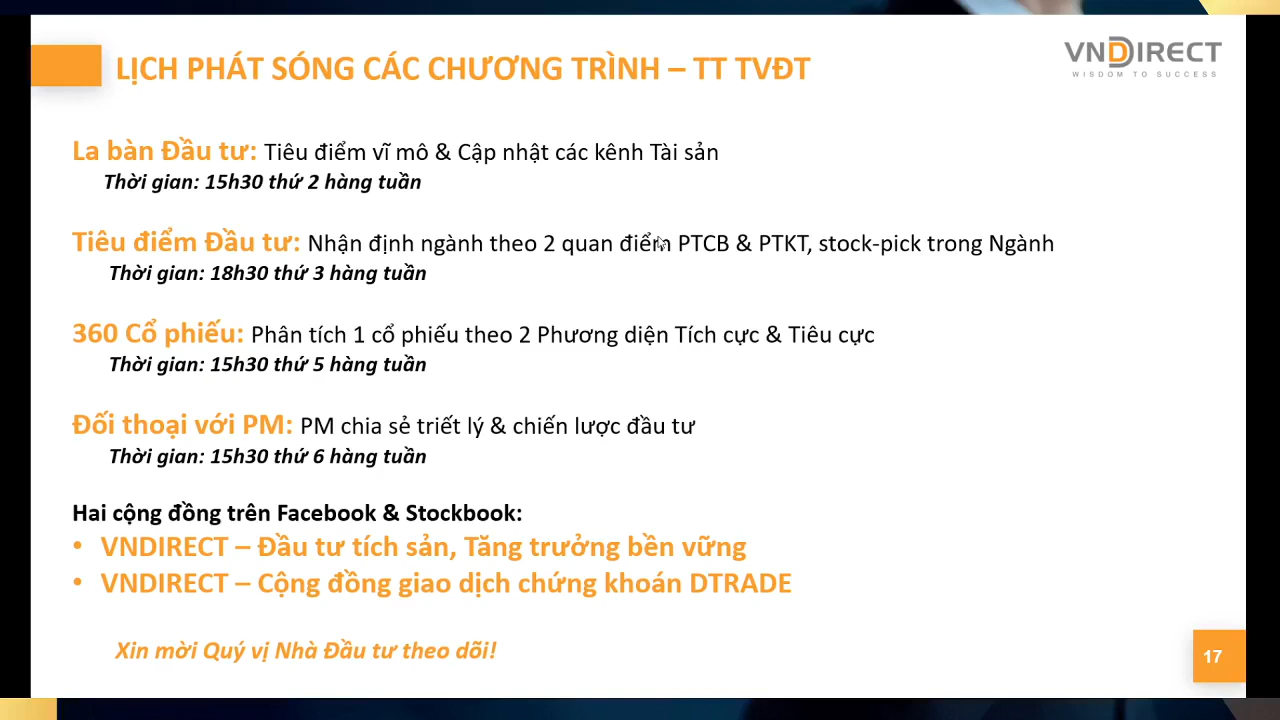 LỊCH PHÁT SÓNG CÁC CHƯƠNG TRÌNH – TT TVĐT
VNDIRECT
WISDOM TO SUCCESS
La bàn Đầu tư: Tiêu điểm vĩ mô & Cập nhật các kênh Tài sản
Thời gian: 15h30 thứ 2 hàng tuần
Tiêu điểm Đầu tư: Nhận định ngành theo 2 quan điểm PTCB & PTKT, stock-pick trong Ngành
Thời gian: 18h30 thứ 3 hàng tuần
360 Cổ phiếu: Phân tích 1 cổ phiếu theo 2 Phương diện Tích cực & Tiêu cực
Thời gian: 15h30 thứ 5 hàng tuần
Đối thoại với PM: PM chia sẻ triết lý & chiến lược đầu tư
Thời gian: 15h30 thứ 6 hàng tuần
Hai cộng đồng trên Facebook & Stockbook:
• VNDIRECT – Đầu tư tích sản, Tăng trưởng bền vững
• VNDIRECT – Cộng đồng giao dịch chứng khoán DTRADE
Xin mời Quý vị Nhà Đầu tư theo dõi!
17